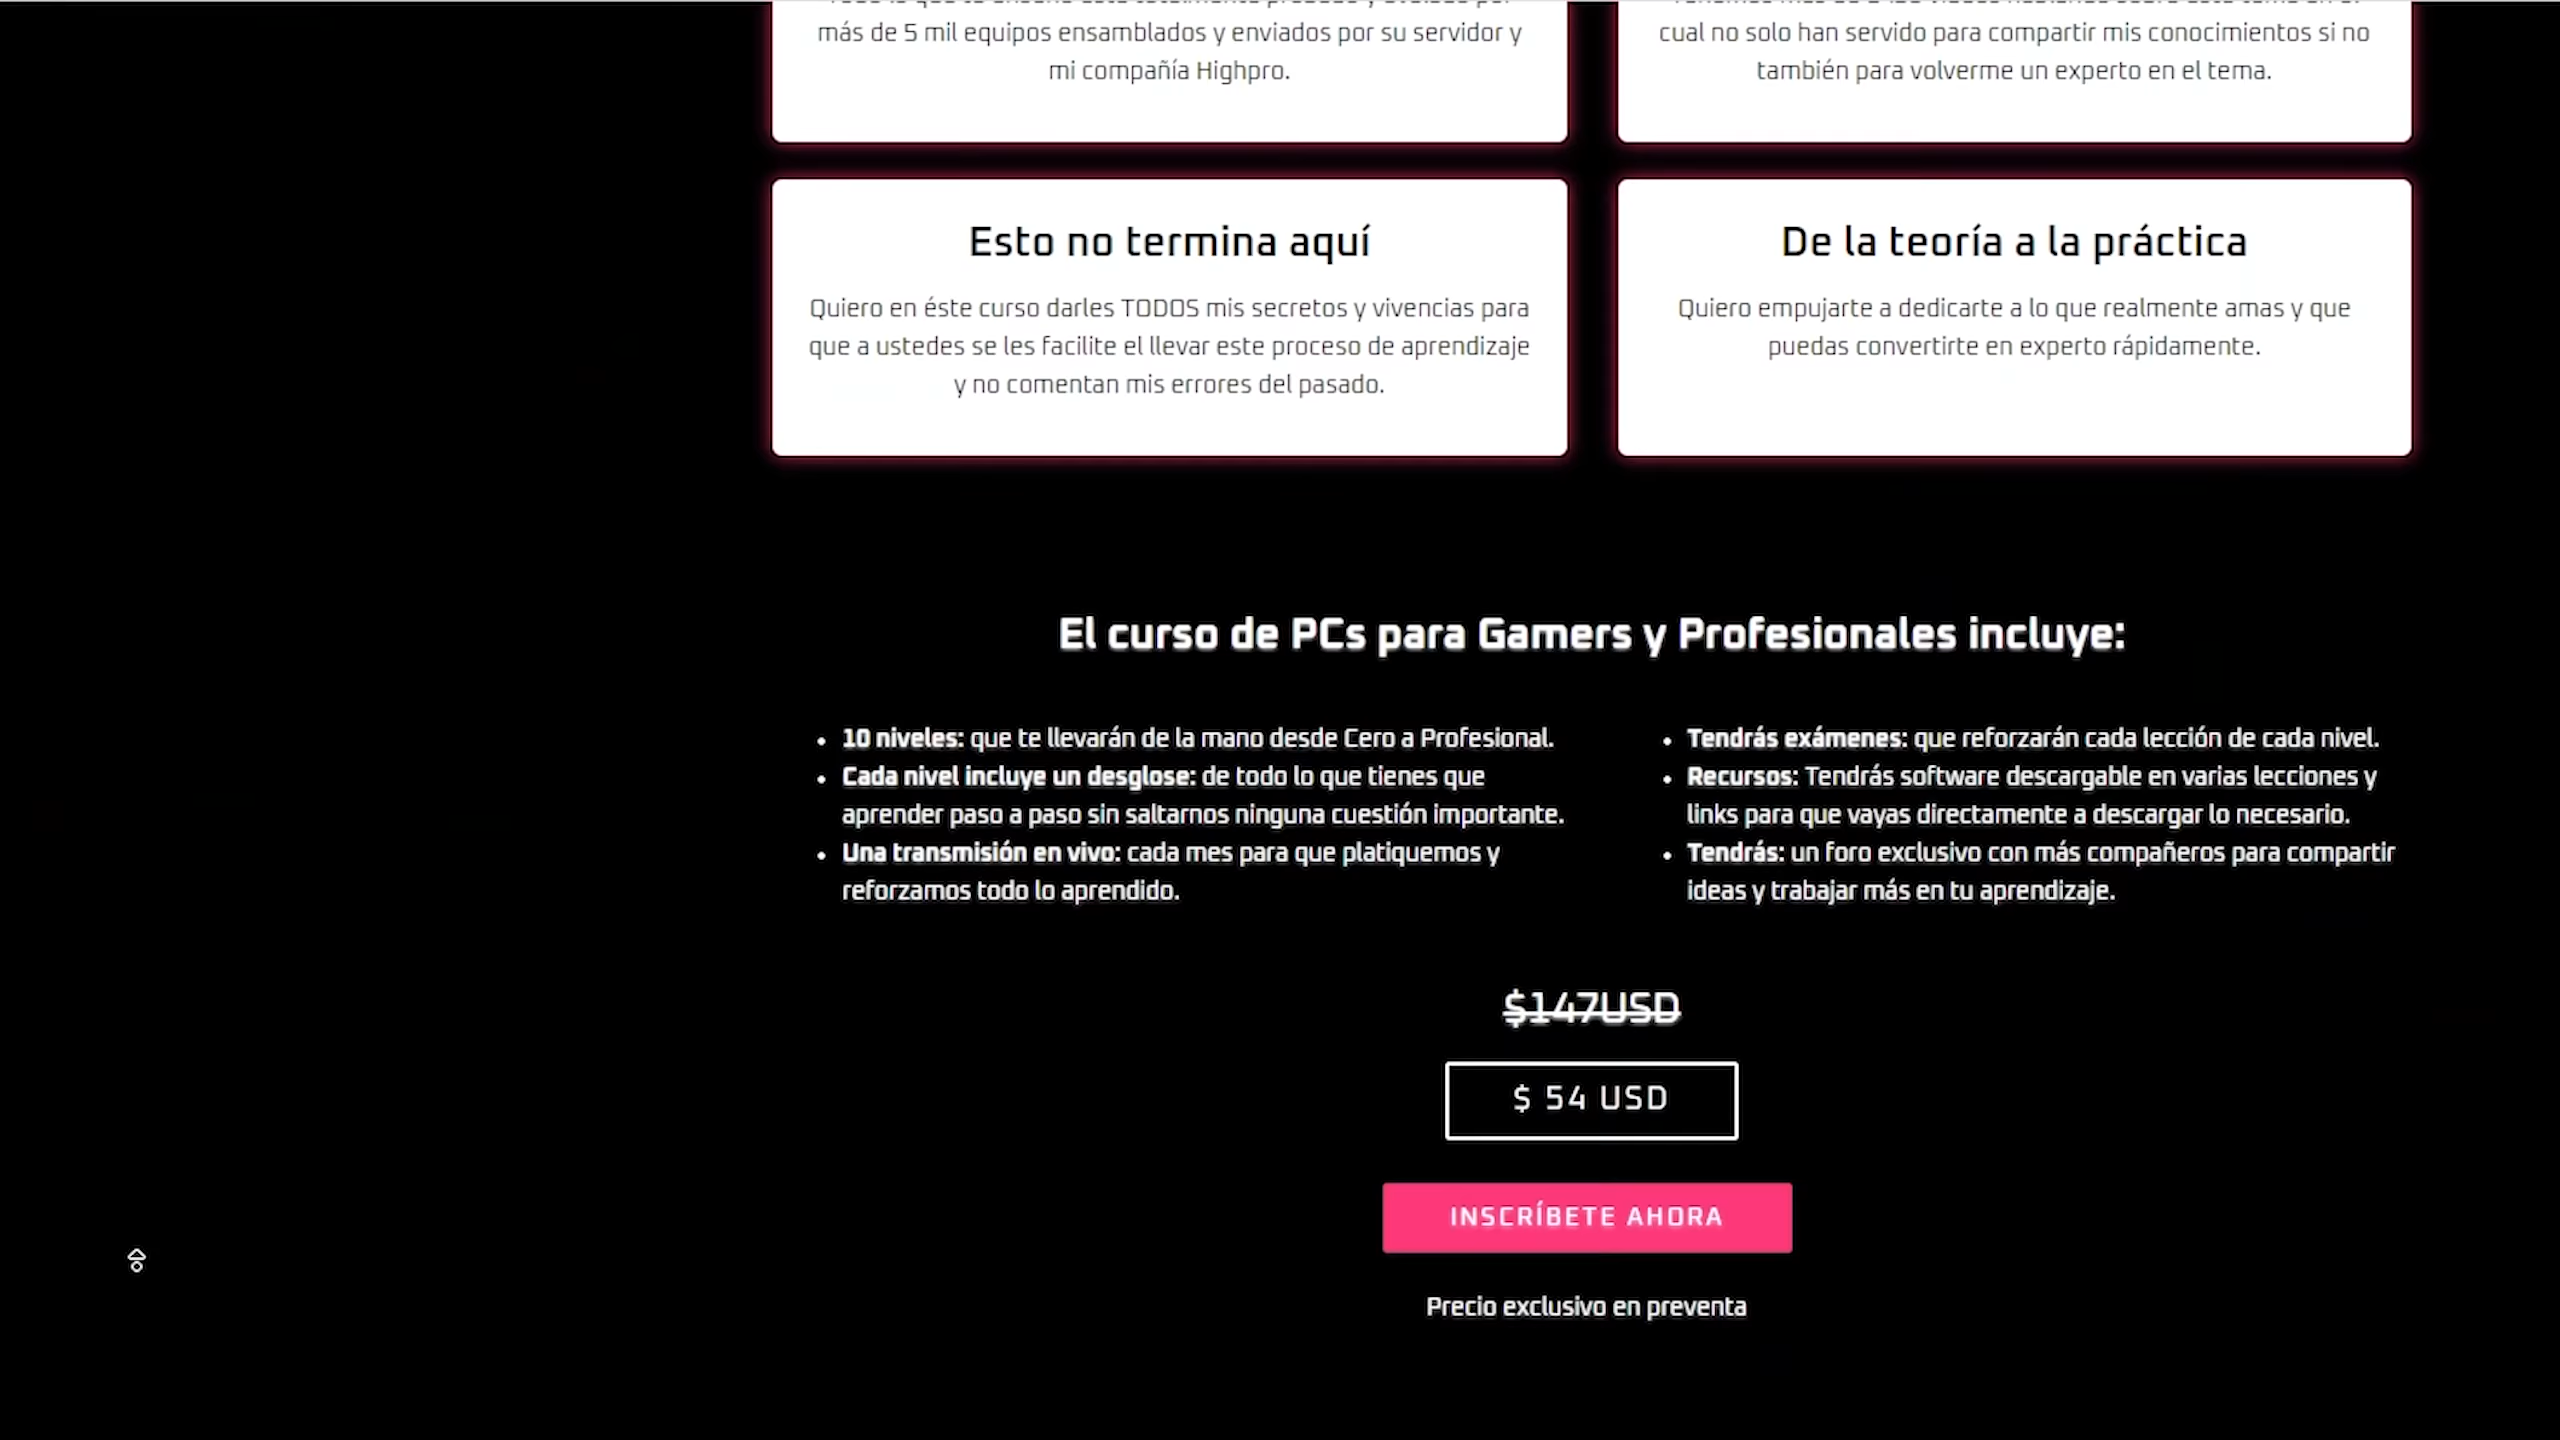 más de 5 mil equipos ensamblados y enviados por su servidor y
mi compañía Highpro.
cual no solo han servido para compartir mis conocimientos si no
también para volverme un experto en el tema.
Esto no termina aquí
Quiero en éste curso darles TODOS mis secretos y vivencias para
que a ustedes se les facilite el llevar este proceso de aprendizaje
y no comentan mis errores del pasado.
De la teoría a la práctica
Quiero empujarte a dedicarte a lo que realmente amas y que
puedas convertirte en experto rápidamente.
El curso de PCs para Gamers y Profesionales incluye:
• 10 niveles: que te llevarán de la mano desde Cero a Profesional.
• Cada nivel incluye un desglose: de todo lo que tienes que
aprender paso a paso sin saltarnos ninguna cuestión importante.
• Una transmisión en vivo: cada mes para que platiquemos y
reforzamos todo lo aprendido.
• Tendrás exámenes: que reforzarán cada lección de cada nivel.
• Recursos: Tendrás software descargable en varias lecciones y
links para que vayas directamente a descargar lo necesario.
• Tendrás: un foro exclusivo con más compañeros para compartir
ideas y trabajar más en tu aprendizaje.
$147USD
$ 54 USD
INSCRÍBETE AHORA
Precio exclusivo en preventa